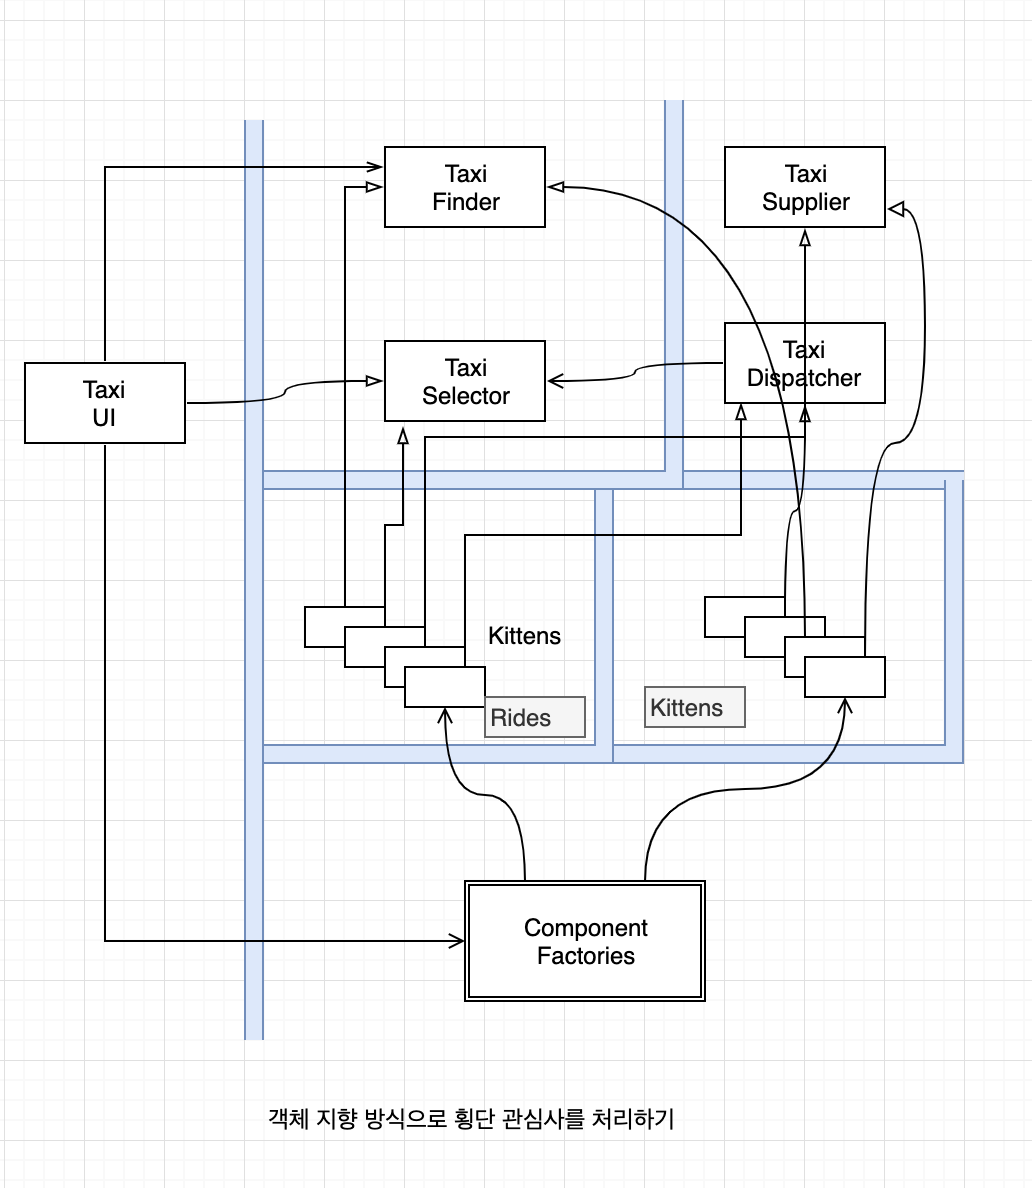 Taxi
Finder
Taxi
Supplier
Taxi
UI
Taxi
Selector
Taxi
Dispatcher
Kittens
Rides
Kittens
Component
Factories
객체 지향 방식으로 횡단 관심사를 처리하기